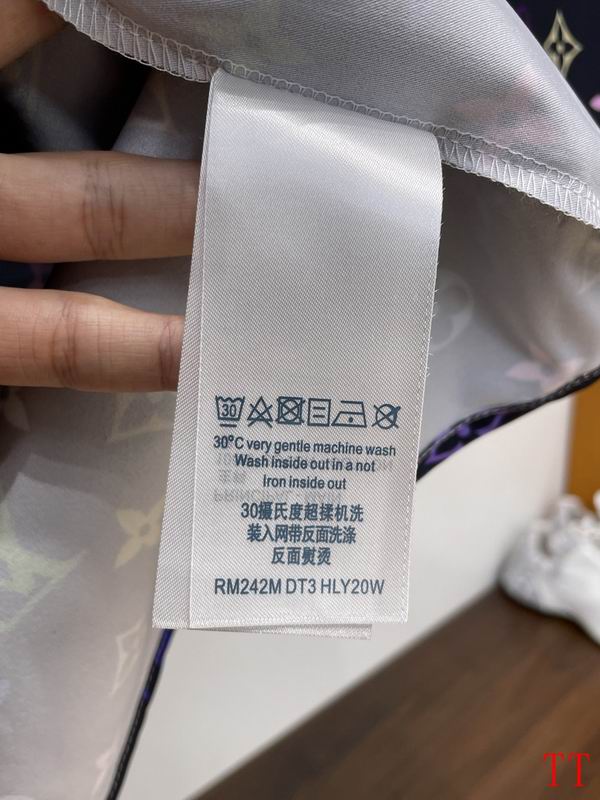 30
30°C very gentle machine wash
Wash inside out in a not
Iron inside out
30摄氏度超揉机洗
装入网带反面洗涤
反面熨烫
RM242M DT3 HLY20W
TT